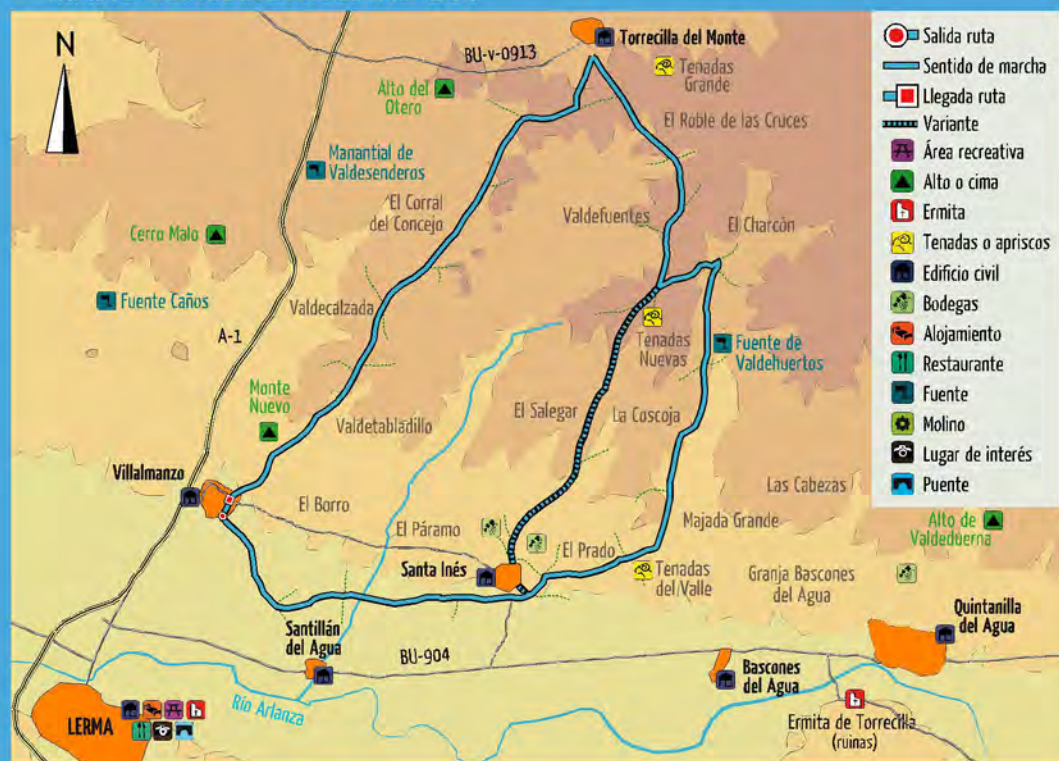 N
BU-v-0913
Torrecilla del Monte
Tenadas
Grande
Alto del
Otero
El Roble de las Cruces
Manantial de
Valdesenderos
El Corral
del Concejo
Valdefuentes
El Charcón
Cerro Malo
Fuente Caños
Valdecalzada
A-1
Tenadas
Nuevas
Fuente de
Valdehuertos
Monte
Nuevo
Valdetabladillo
El Salegar
La Coscoja
Villalmanzo
El Borro
El Páramo
Las Cabezas
Majada Grande
Alto de
Valdeduerna
Santa Inés
El Prado
Tenadas
del Valle
Granja Bascones
del Agua
Quintanilla
del Agua
Santillán
del Agua
BU-904
Bascones
del Agua
Río Arlanza
LERMA
Ermita de Torrecilla
(ruinas)
Salida ruta
Sentido de marcha
Llegada ruta
Variante
Área recreativa
Alto o cima
Ermita
Tenadas o apriscos
Edificio civil
Bodegas
Alojamiento
Restaurante
Fuente
Molino
Lugar de interés
Puente